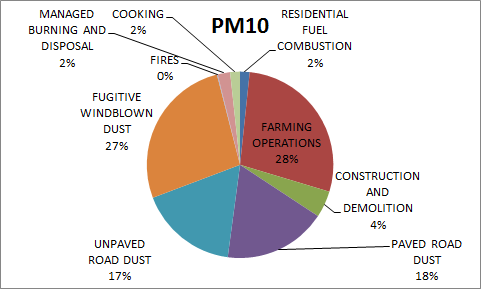 PM10
RESIDENTIAL
FUEL
COMBUSTION
2%
FARMING
OPERATIONS
28%
CONSTRUCTION
AND
DEMOLITION
4%
PAVED ROAD
DUST
18%
UNPAVED
ROAD DUST
17%
FUGITIVE
WINDBLOWN
DUST
27%
FIRES
0%
MANAGED
BURNING AND
DISPOSAL
2%
COOKING
2%